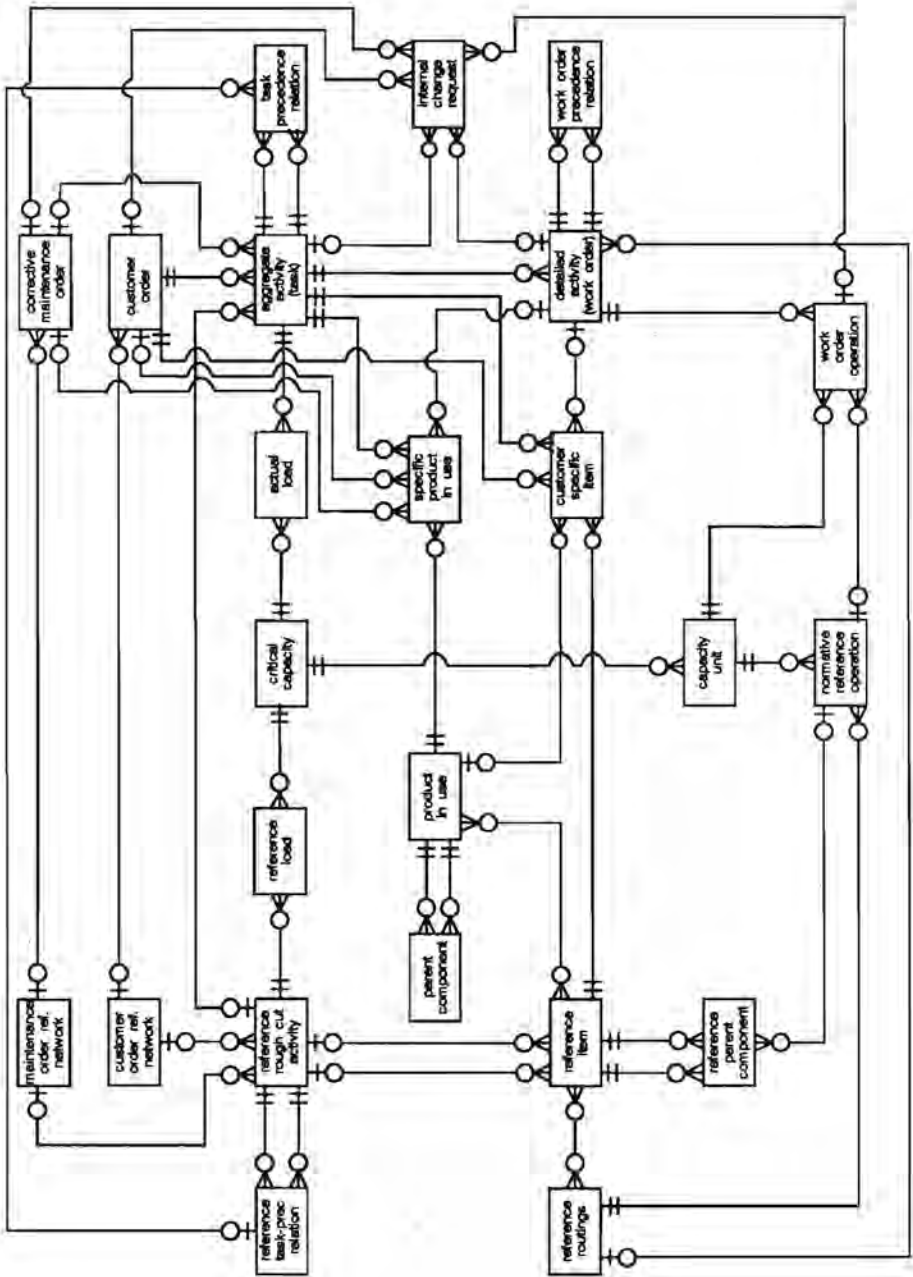 maintenance
order. ref.
network
corrective
maintenance
order
customer
order ref.
network
customer
order
reference
task-prec
relation
reference
rough cut
activity
reference
load
critical
capacity
actual
load
aggregate
activity
(task)
task
precedence
relation
parent
component
product
in use
specific
product
in use
internal
change
request
reference
routings
reference
item
customer
specific
item
detailed
activity
(work order)
work order
precedence
relation
reference
parent
component
capacity
unit
normative
reference
operation
work
order
operation